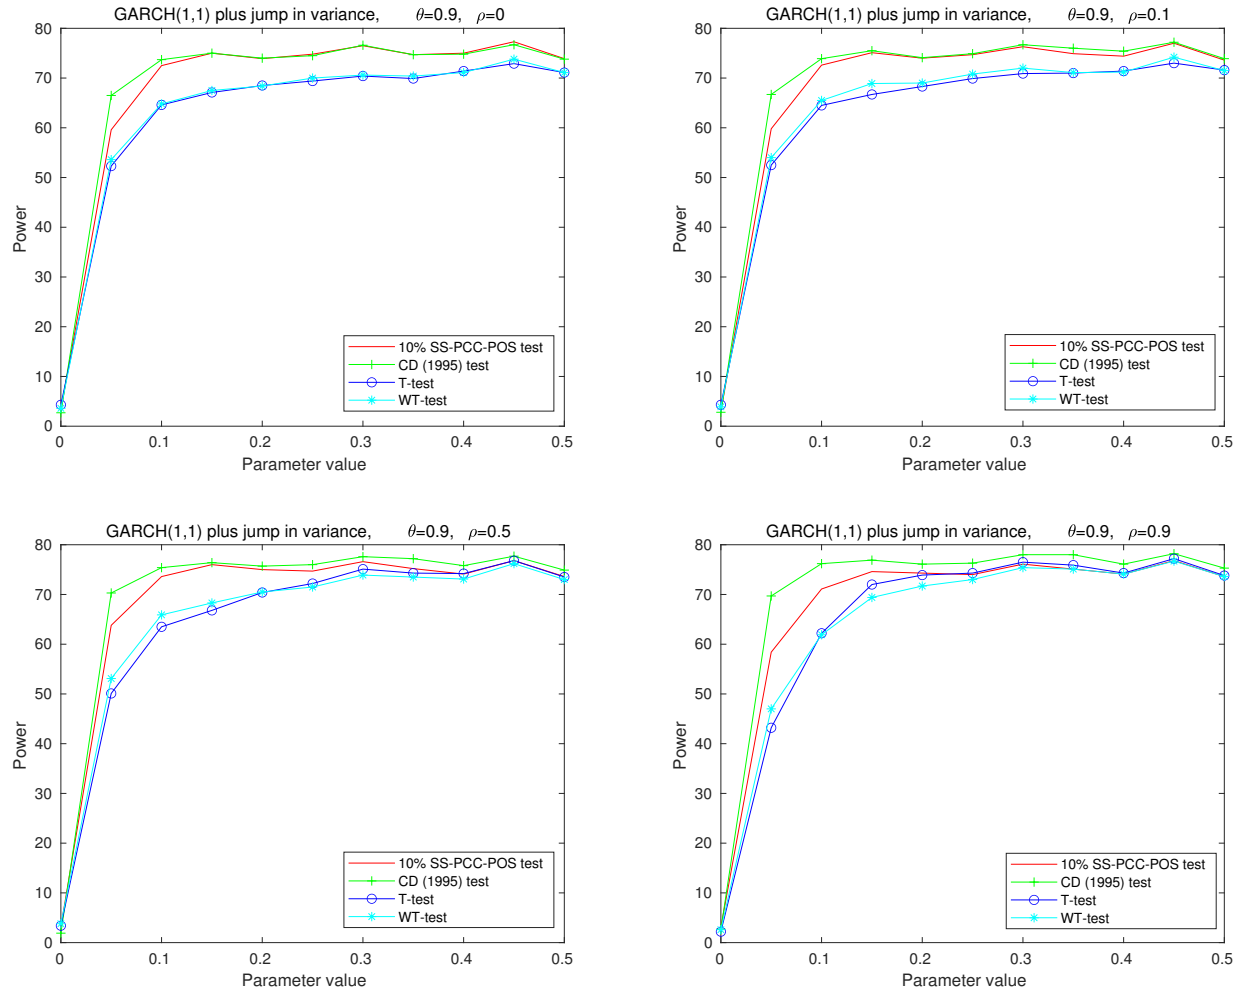 GARCH(1,1) plus jump in variance, θ=0.9, ρ=0
80
70
60
50
40
30
20
10
0
Power
0 0.1 0.2 0.3 0.4 0.5
Parameter value
10% SS-PCC-POS test
CD (1995) test
T-test
WT-test
GARCH(1,1) plus jump in variance, θ=0.9, ρ=0.1
80
70
60
50
40
30
20
10
0
Power
0 0.1 0.2 0.3 0.4 0.5
Parameter value
10% SS-PCC-POS test
CD (1995) test
T-test
WT-test
GARCH(1,1) plus jump in variance, θ=0.9, ρ=0.5
80
70
60
50
40
30
20
10
0
Power
0 0.1 0.2 0.3 0.4 0.5
Parameter value
10% SS-PCC-POS test
CD (1995) test
T-test
WT-test
GARCH(1,1) plus jump in variance, θ=0.9, ρ=0.9
80
70
60
50
40
30
20
10
0
Power
0 0.1 0.2 0.3 0.4 0.5
Parameter value
10% SS-PCC-POS test
CD (1995) test
T-test
WT-test